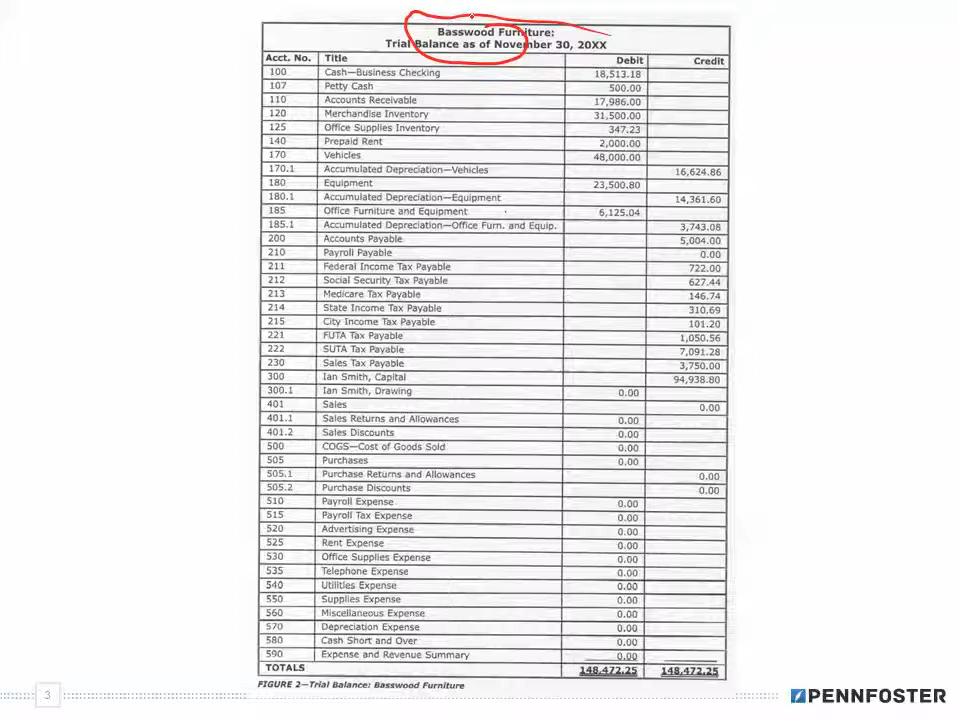 Basswood Furniture:
Trial Balance as of November 30, 20XX
Acct. No. Title Debit Credit
100 Cash—Business Checking 18,513.18
107 Petty Cash 500.00
110 Accounts Receivable 17,986.00
120 Merchandise Inventory 31,500.00
125 Office Supplies Inventory 347.23
140 Prepaid Rent 2,000.00
170 Vehicles 48,000.00
170.1 Accumulated Depreciation—Vehicles 16,624.86
180 Equipment 23,500.80
180.1 Accumulated Depreciation—Equipment 14,361.60
185 Office Furniture and Equipment 6,125.04
185.1 Accumulated Depreciation—Office Furn. and Equip. 3,743.08
200 Accounts Payable 5,004.00
210 Payroll Payable 0.00
211 Federal Income Tax Payable 722.00
212 Social Security Tax Payable 627.44
213 Medicare Tax Payable 146.74
214 State Income Tax Payable 310.69
215 City Income Tax Payable 101.20
221 FUTA Tax Payable 1,050.56
222 SUTA Tax Payable 7,091.28
230 Sales Tax Payable 3,750.00
300 Ian Smith, Capital 94,938.80
300.1 Ian Smith, Drawing 0.00
401 Sales 0.00
401.1 Sales Returns and Allowances 0.00
401.2 Sales Discounts 0.00
500 COGS—Cost of Goods Sold 0.00
505 Purchases 0.00
505.1 Purchase Returns and Allowances 0.00
505.2 Purchase Discounts 0.00
510 Payroll Expense 0.00
515 Payroll Tax Expense 0.00
520 Advertising Expense 0.00
525 Rent Expense 0.00
530 Office Supplies Expense 0.00
535 Telephone Expense 0.00
540 Utilities Expense 0.00
550 Supplies Expense 0.00
560 Miscellaneous Expense 0.00
570 Depreciation Expense 0.00
580 Cash Short and Over 0.00
590 Expense and Revenue Summary 0.00
TOTALS 148,472.25 148,472.25
FIGURE 2—Trial Balance: Basswood Furniture
3
PENNFOSTER